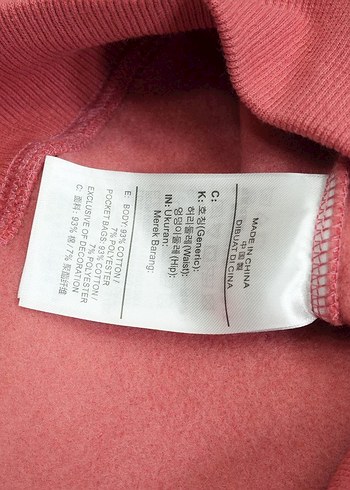 MADE IN CHINA
中 国 製
DIBUAT DI CINA
C:
K: 호칭(Generic):
허리둘레(Waist):
엉덩이둘레(Hip):
IN: Ukuran:
Merek Barang:
E: BODY 93% COTTON /
7% POLYESTER
POCKET BAGS: 93% COTTON /
7% POLYESTER
EXCLUSIVE OF DECORATION
C: 面料: 93% 棉 / 7% 聚酯纤维